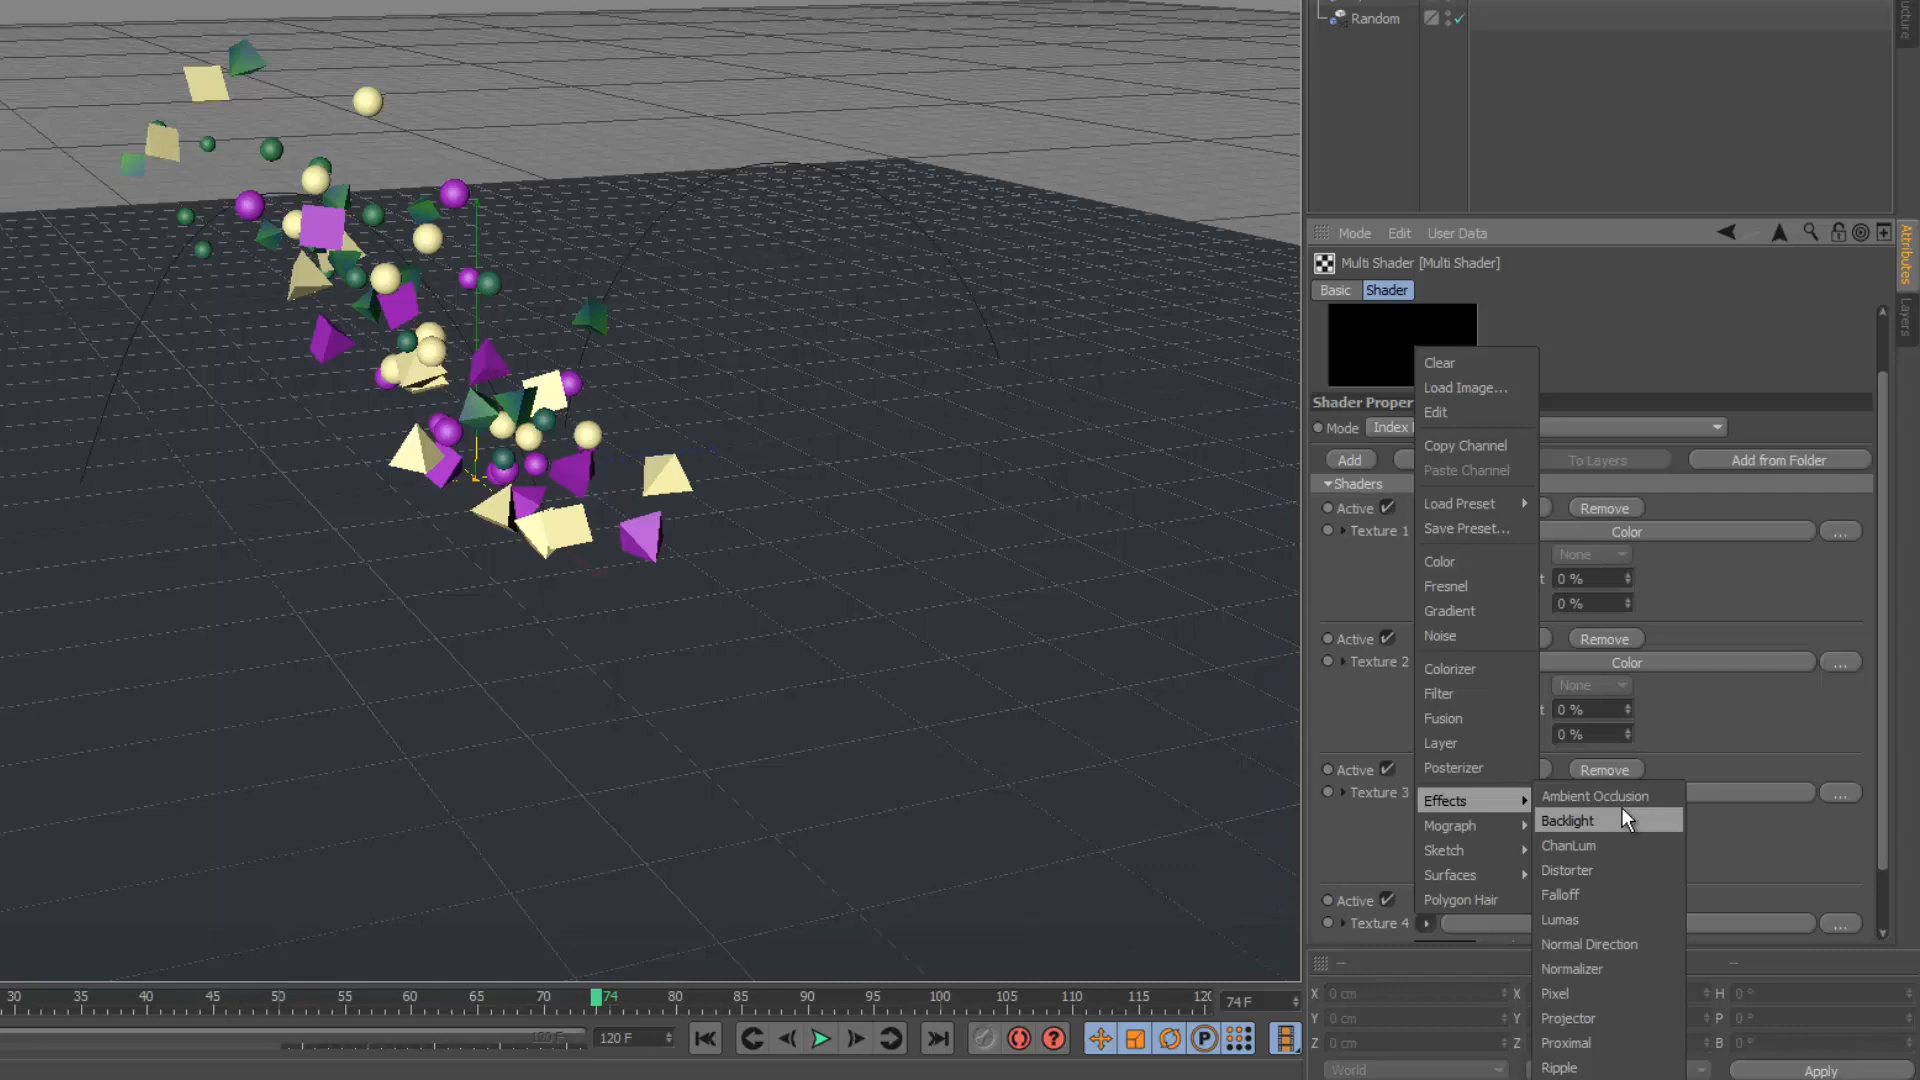 Random
ucture
Mode Edit User Data
Attributes
Layers
Multi Shader [Multi Shader]
Basic Shader
Shader Proper
Mode Index
Add To Layers Add from Folder
Shaders
Active Remove
Texture 1 Color ...
None
t 0 %
0 %
Active Remove
Texture 2 Color ...
None
t 0 %
0 %
Active Remove
Texture 3 ...
Active
Texture 4 ...
Clear
Load Image...
Edit
Copy Channel
Paste Channel
Load Preset
Save Preset...
Color
Fresnel
Gradient
Noise
Colorizer
Filter
Fusion
Layer
Posterizer
Effects
Mograph
Sketch
Surfaces
Polygon Hair
Ambient Occlusion
Backlight
ChanLum
Distorter
Falloff
Lumas
Normal Direction
Normalizer
Pixel
Projector
Proximal
Ripple
-- --
X 0 cm X H 0 °
Y 0 cm Y P 0 °
Z 0 cm Z B 0 °
World Apply
30 35 40 45 50 55 60 65 70 74 80 85 90 95 100 105 110 115 120 74 F
120 F 120 F
P